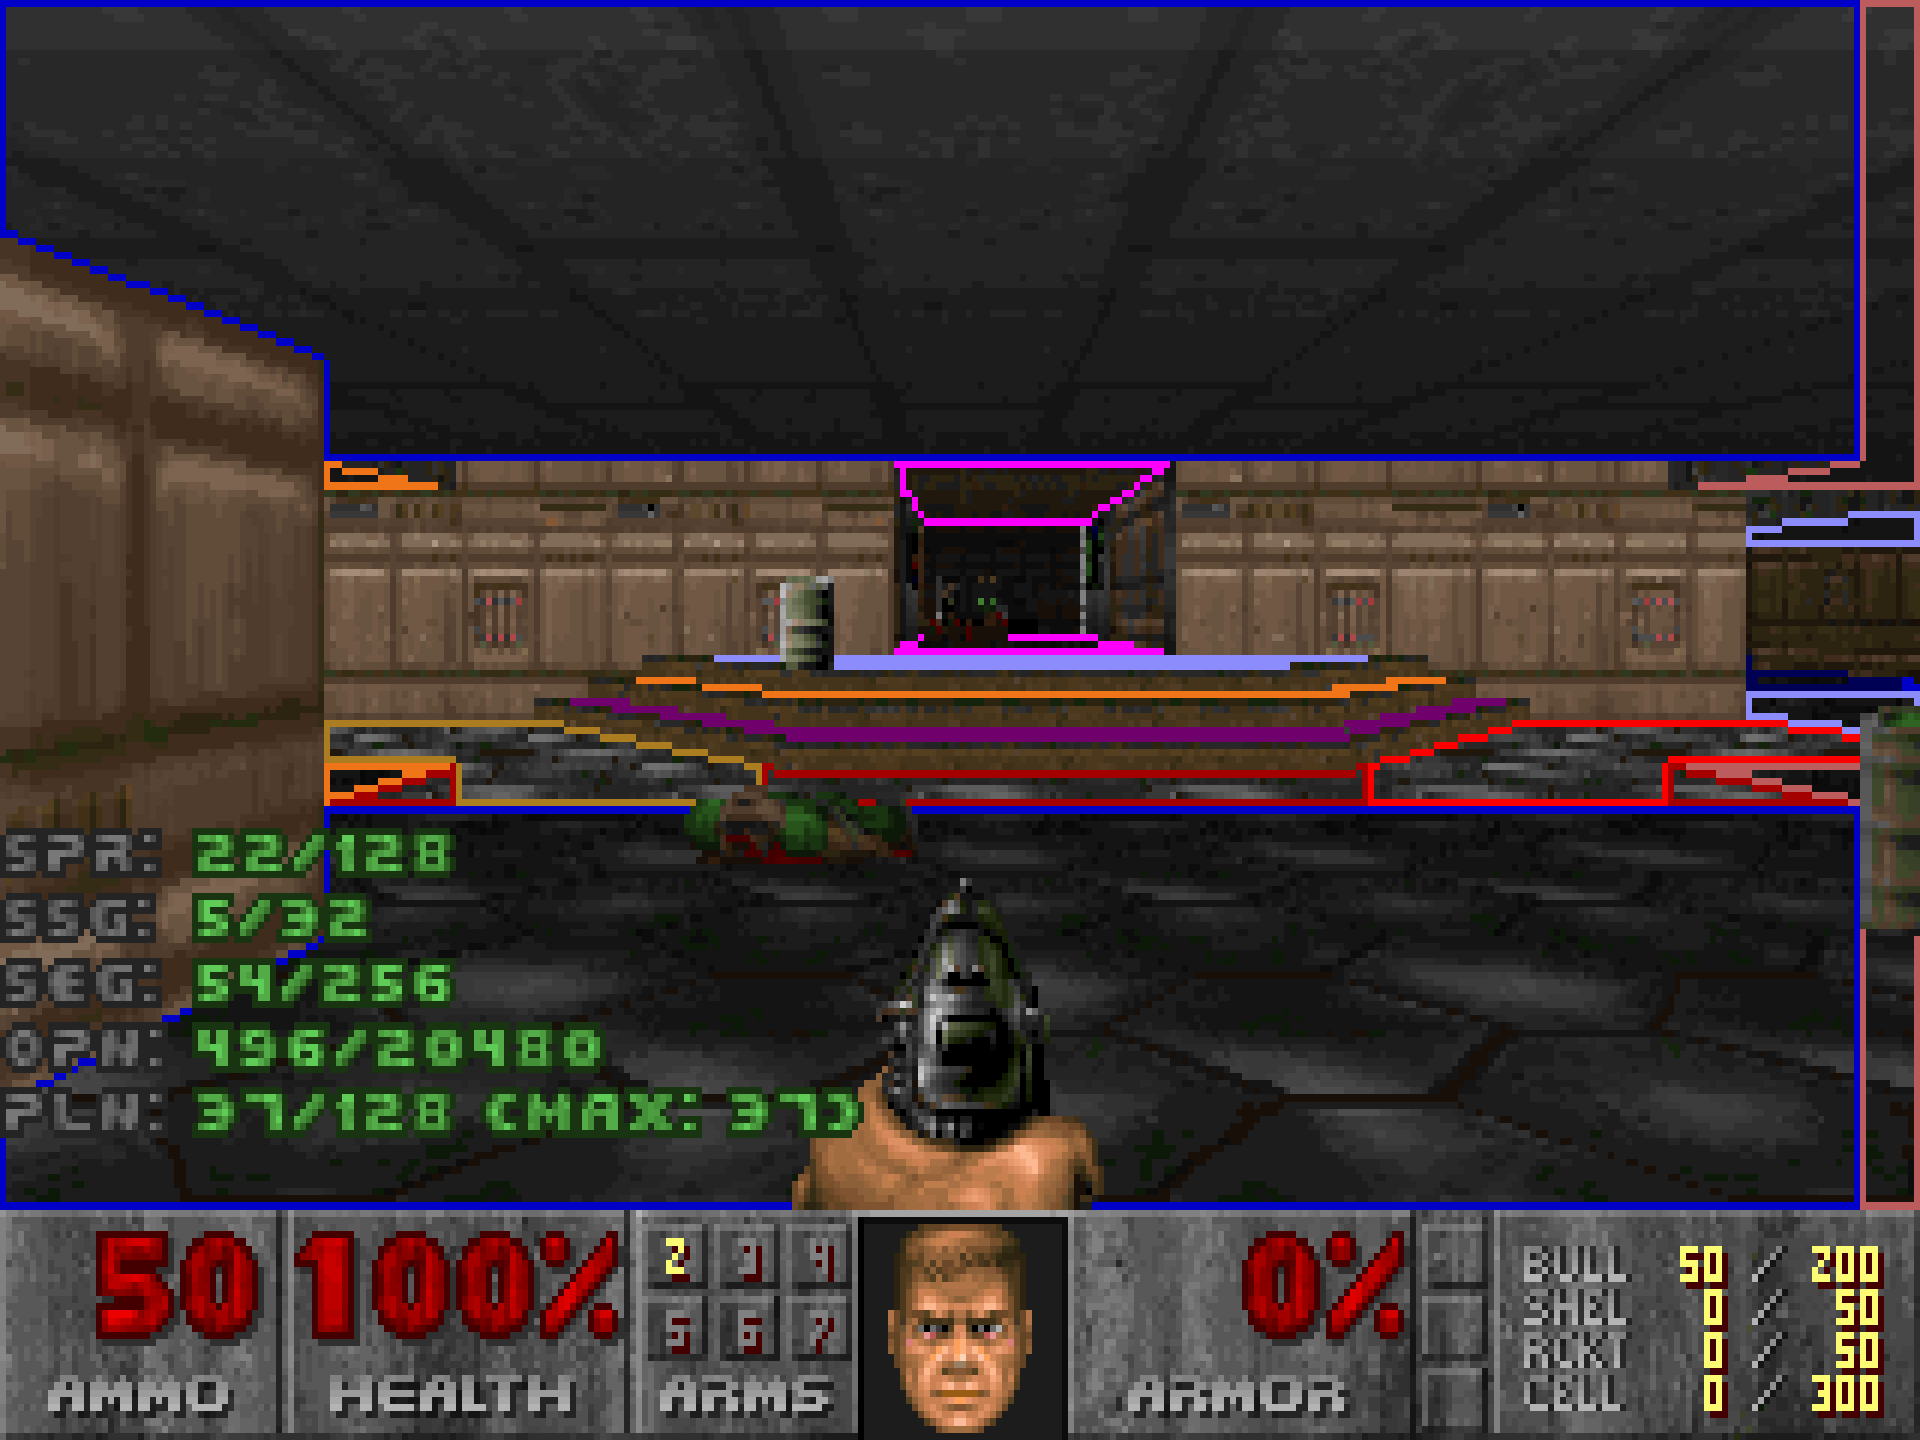 SPR: 22/128
SSG: 5/32
SEG: 54/256
OPN: 496/20480
PLN: 37/128 (MAX: 37)
50 100% 2 3 4 0% BULL 50 / 200
5 6 7 SHEL 0 / 50
RCKT 0 / 50
AMMO HEALTH ARMS ARMOR CELL 0 / 300